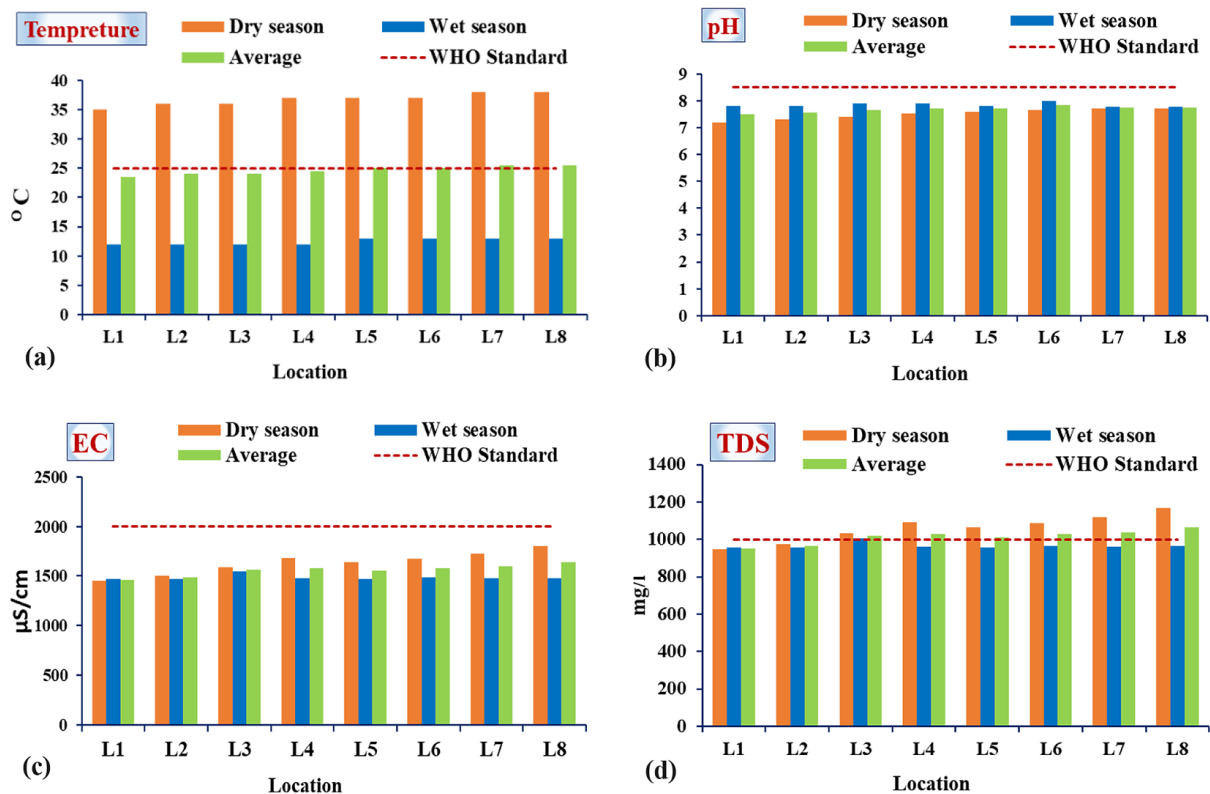 Tempreture
Dry season
Wet season
Average
WHO Standard
40
35
30
25
20
15
10
5
0
°C
L1 L2 L3 L4 L5 L6 L7 L8
(a)
Location
pH
Dry season
Wet season
Average
WHO Standard
9
8
7
6
5
4
3
2
1
0
L1 L2 L3 L4 L5 L6 L7 L8
(b)
Location
EC
Dry season
Wet season
Average
WHO Standard
2500
2000
1500
1000
500
0
µS/cm
L1 L2 L3 L4 L5 L6 L7 L8
(c)
Location
TDS
Dry season
Wet season
Average
WHO Standard
1400
1200
1000
800
600
400
200
0
mg/l
L1 L2 L3 L4 L5 L6 L7 L8
(d)
Location